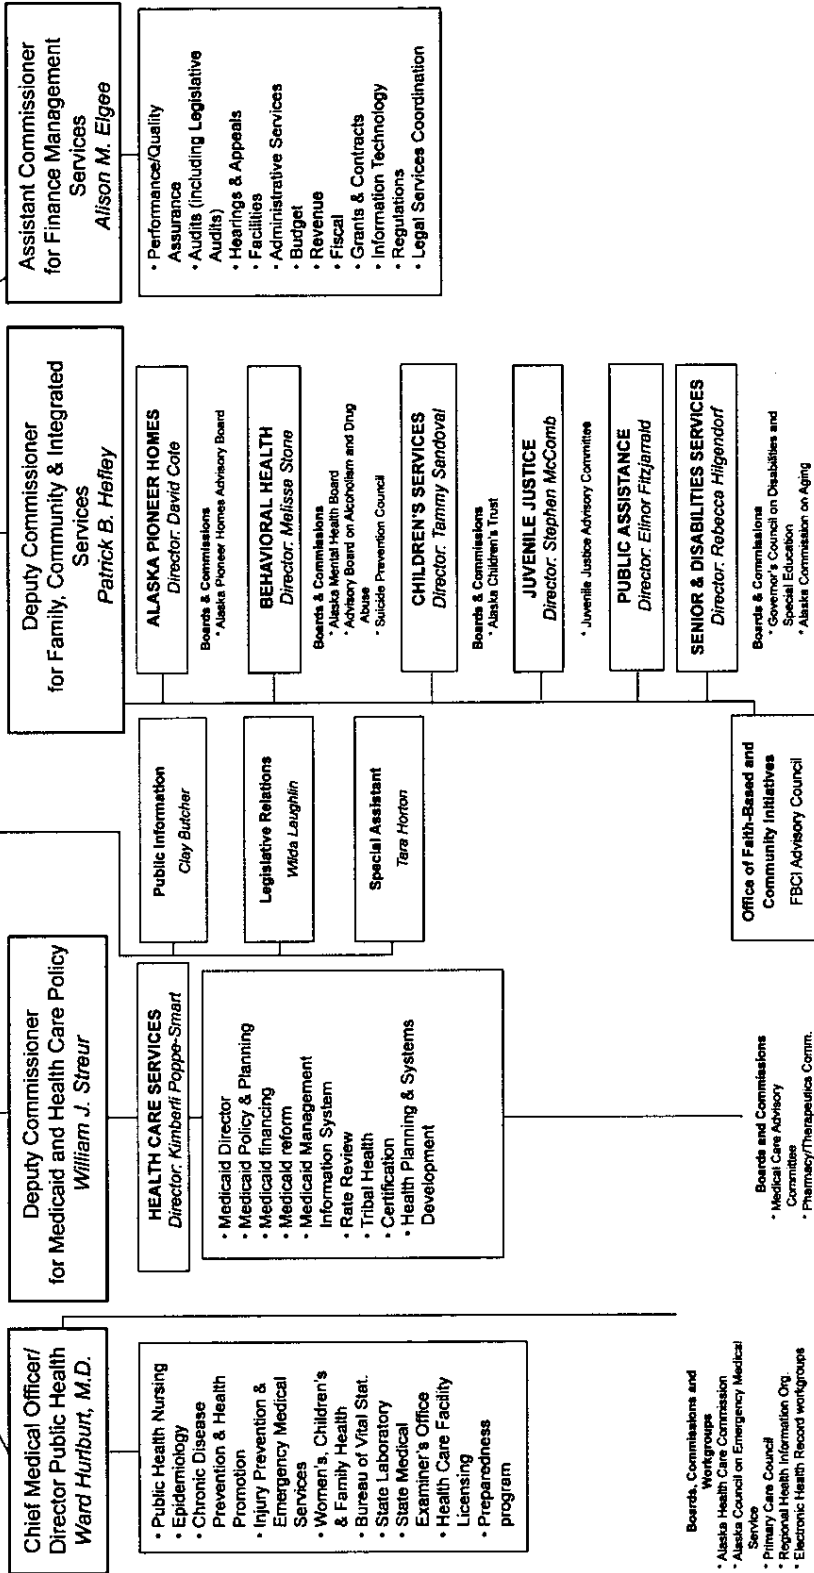 Chief Medical Officer/
Director Public Health
Ward Hurlburt, M.D.
• Public Health Nursing
• Epidemiology
• Chronic Disease
Prevention & Health
Promotion
• Injury Prevention &
Emergency Medical
Services
• Women's, Children's
& Family Health
• Bureau of Vital Stat.
• State Laboratory
• State Medical
Examiner's Office
• Health Care Facility
Licensing
• Preparedness
program
Boards, Commissions and
Workgroups
* Alaska Health Care Commission
* Alaska Council on Emergency Medical
Service
* Primary Care Council
* Regional Health Information Org.
* Electronic Health Record workgroups
Deputy Commissioner
for Medicaid and Health Care Policy
William J. Streur
HEALTH CARE SERVICES
Director: Kimberli Poppe-Smart
• Medicaid Director
• Medicaid Policy & Planning
• Medicaid financing
• Medicaid reform
• Medicaid Management
Information System
• Rate Review
• Tribal Health
• Certification
• Health Planning & Systems
Development
Boards and Commissions
* Medical Care Advisory
Committee
* Pharmacy/Therapeutics Comm.
Public Information
Clay Butcher
Legislative Relations
Wilda Laughlin
Special Assistant
Tara Horton
Deputy Commissioner
for Family, Community & Integrated
Services
Patrick B. Hefley
ALASKA PIONEER HOMES
Director: David Cote
Boards & Commissions
* Alaska Pioneer Homes Advisory Board
BEHAVIORAL HEALTH
Director: Melissa Stone
Boards & Commissions
* Alaska Mental Health Board
* Advisory Board on Alcoholism and Drug
Abuse
* Suicide Prevention Council
CHILDREN'S SERVICES
Director: Tammy Sandoval
Boards & Commissions
* Alaska Children's Trust
JUVENILE JUSTICE
Director: Stephen McComb
* Juvenile Justice Advisory Committee
PUBLIC ASSISTANCE
Director: Elinor Fitzjarrald
SENIOR & DISABILITIES SERVICES
Director: Rebecca Hilgendorf
Boards & Commissions
* Governor's Council on Disabilities and
Special Education
* Alaska Commission on Aging
Office of Faith-Based and
Community Initiatives
FBCI Advisory Council
Assistant Commissioner
for Finance Management
Services
Alison M. Elgee
• Performance/Quality
Assurance
• Audits (including Legislative
Audits)
• Hearings & Appeals
• Facilities
• Administrative Services
• Budget
• Revenue
• Fiscal
• Grants & Contracts
• Information Technology
• Regulations
• Legal Services Coordination